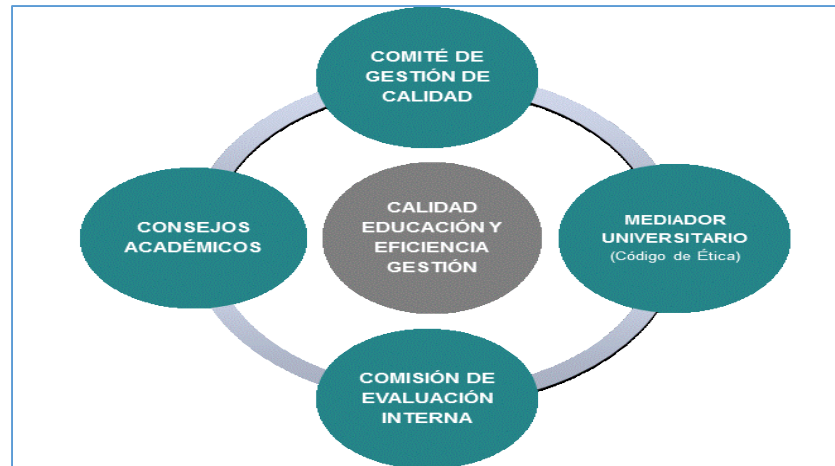 COMITÉ DE
GESTIÓN DE
CALIDAD
CONSEJOS
ACADÉMICOS
CALIDAD
EDUCACIÓN Y
EFICIENCIA
GESTIÓN
MEDIADOR
UNIVERSITARIO
(Código de Ética)
COMISIÓN DE
EVALUACIÓN
INTERNA